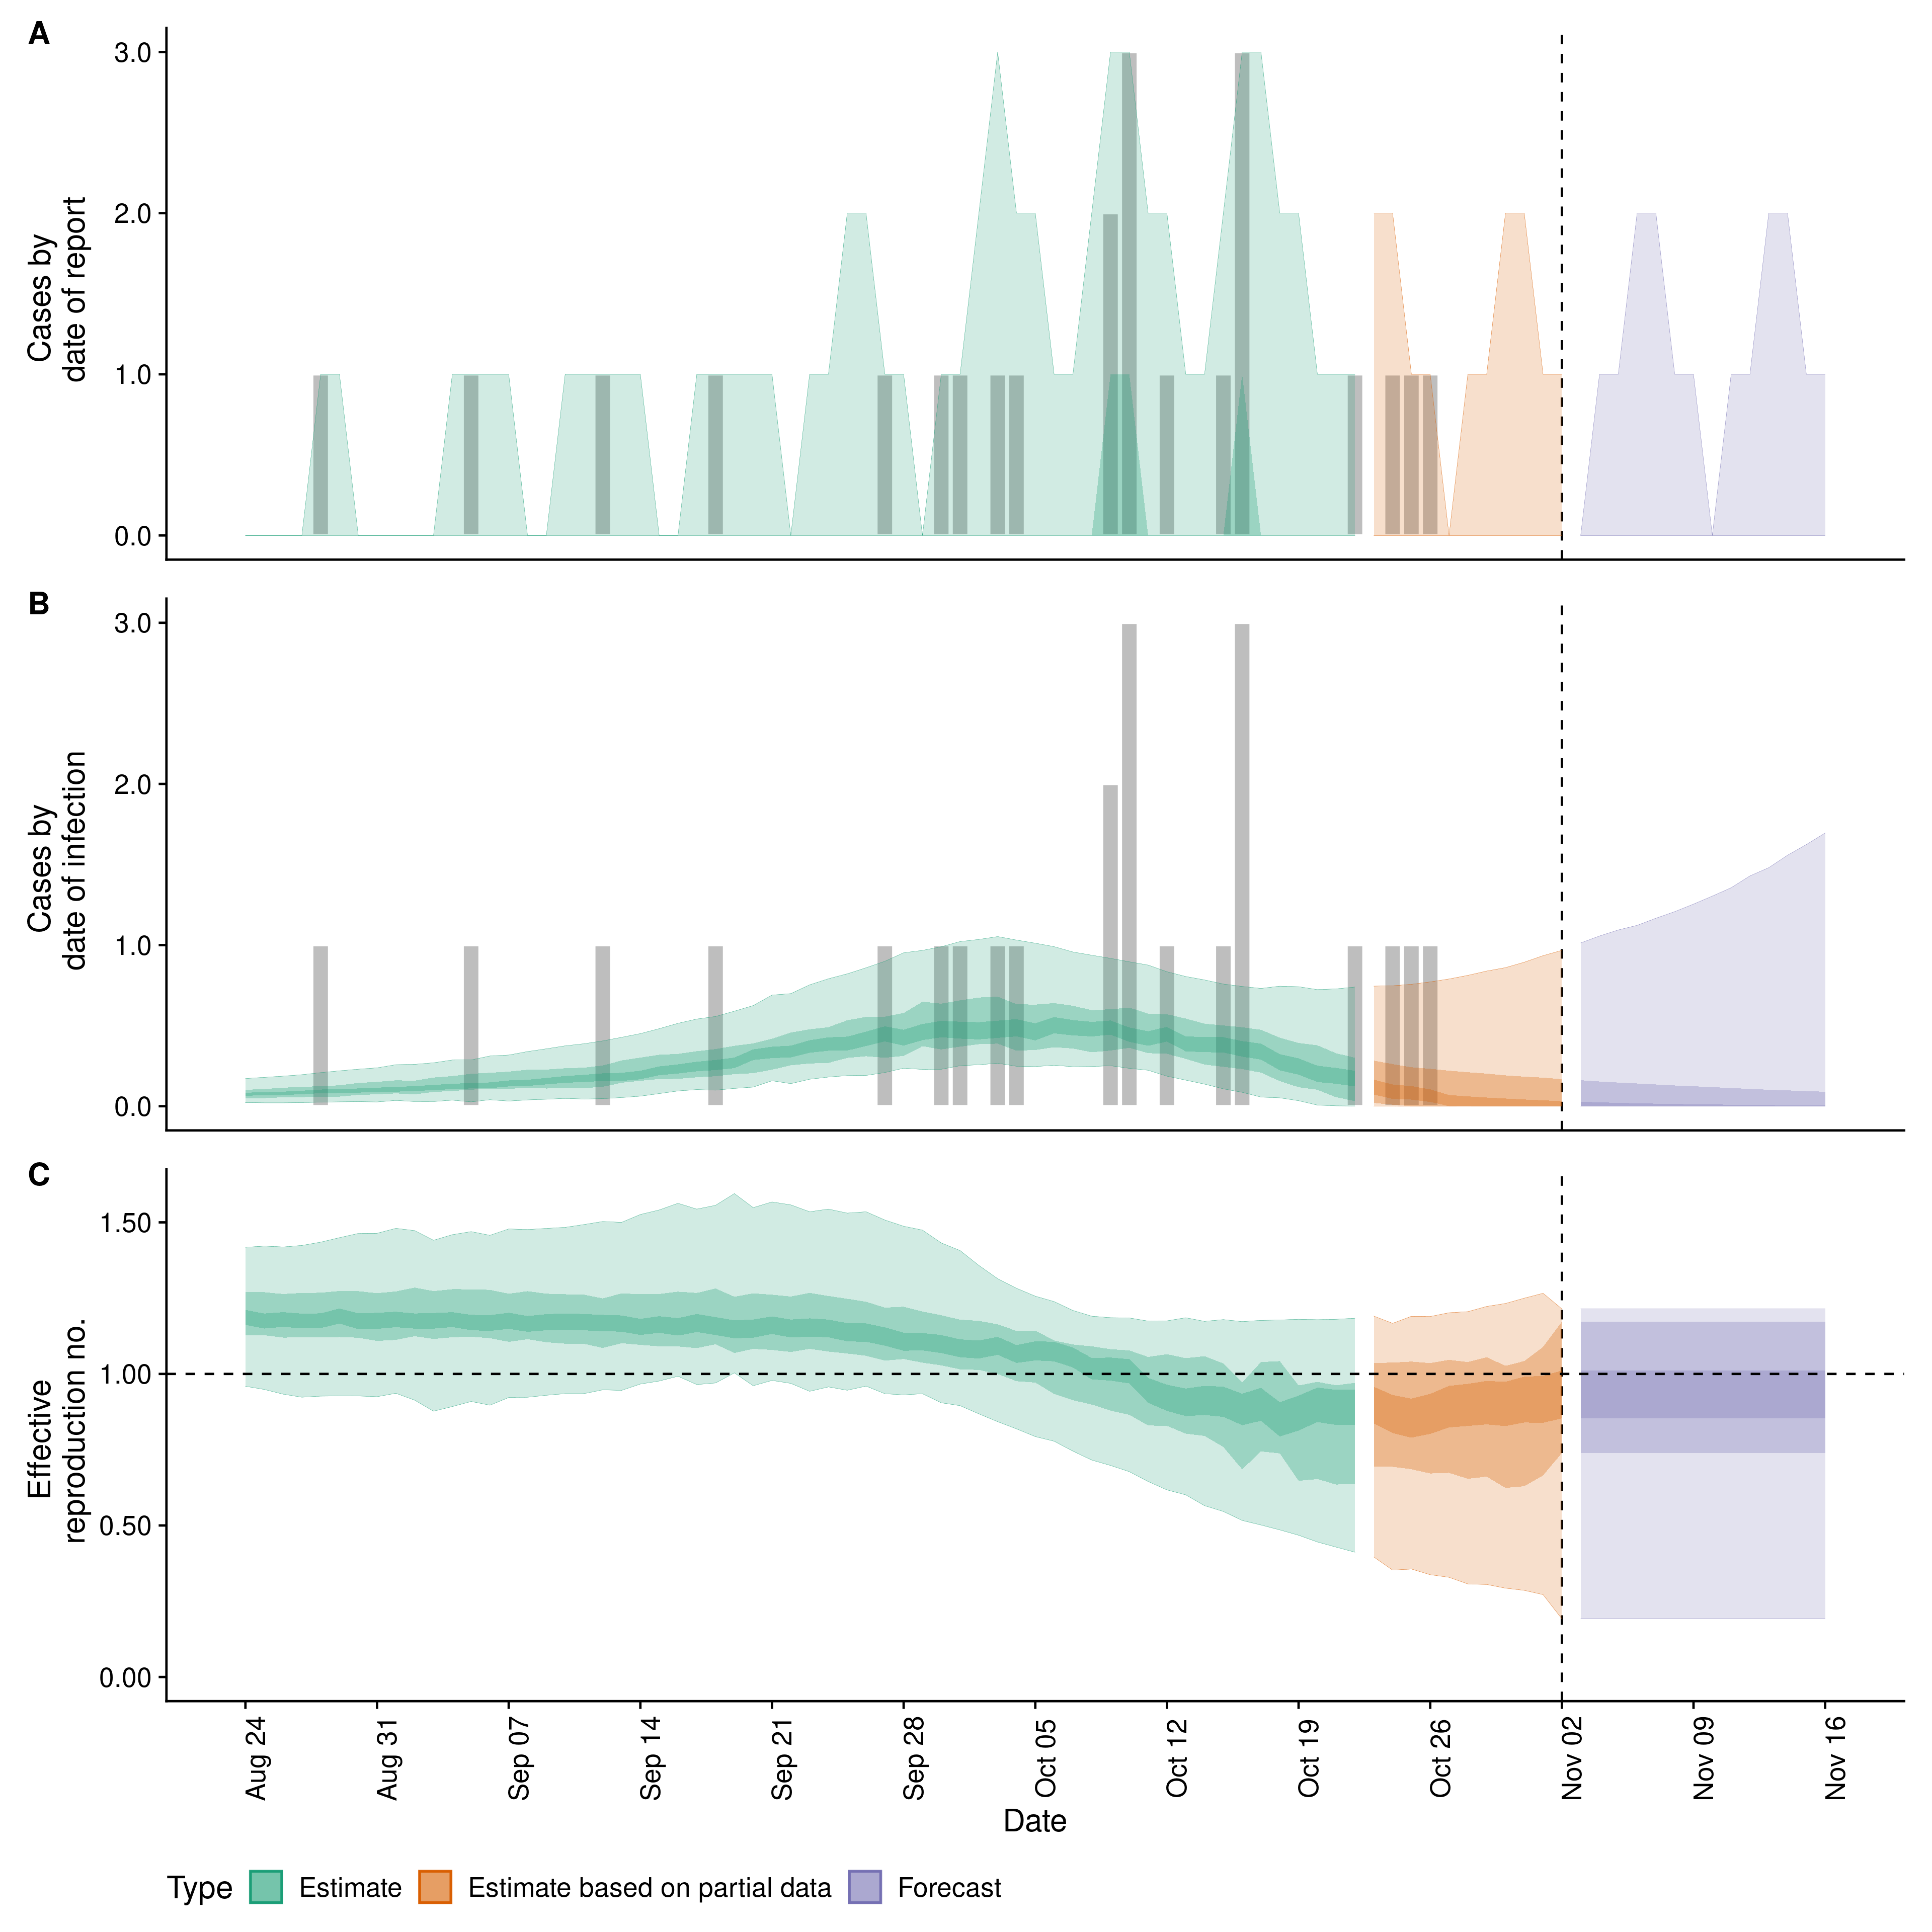 A
Cases by
date of report
3.0
2.0
1.0
0.0
B
Cases by
date of infection
3.0
2.0
1.0
0.0
C
Effective
reproduction no.
1.50
1.00
0.50
0.00
Aug 24
Aug 31
Sep 07
Sep 14
Sep 21
Sep 28
Oct 05
Oct 12
Oct 19
Oct 26
Nov 02
Nov 09
Nov 16
Date
Type Estimate Estimate based on partial data Forecast